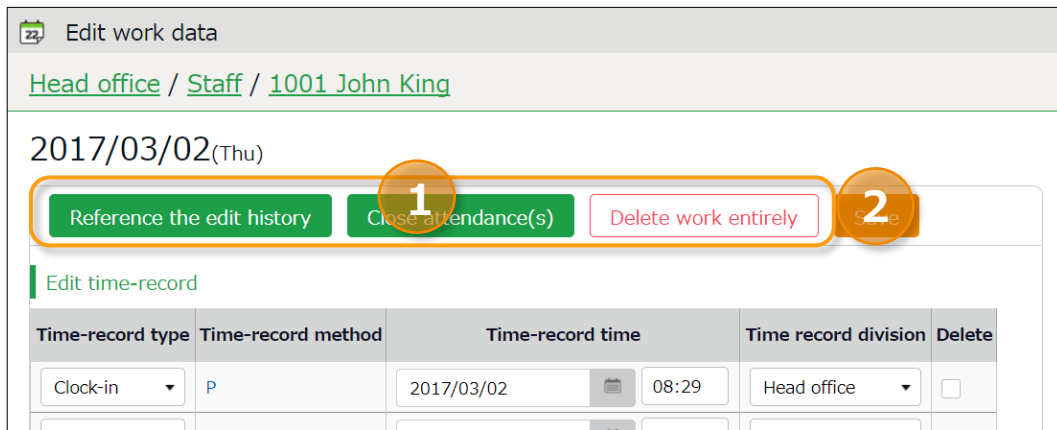 22
Edit work data
Head office / Staff / 1001 John King
2017/03/02(Thu)
Reference the edit history
Close attendance(s)
Delete work entirely
Save
1
2
Edit time-record
Time-record type Time-record method Time-record time Time record division Delete
Clock-in P 2017/03/02 08:29 Head office